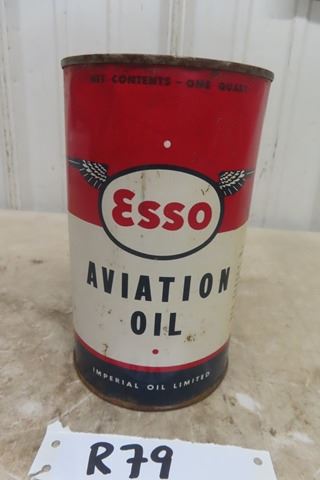 NET CONTENTS - ONE QUART
Esso
AVIATION
OIL
IMPERIAL OIL LIMITED
R79